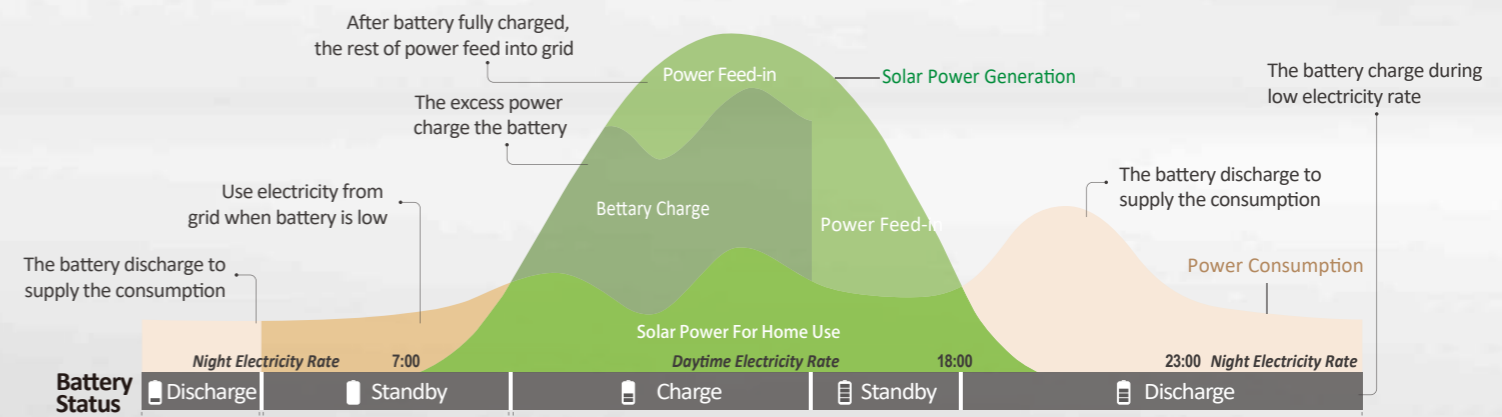 After battery fully charged,
the rest of power feed into grid
Power Feed-in
Solar Power Generation
The battery charge during
low electricity rate
The excess power
charge the battery
The battery discharge to
supply the consumption
Use electricity from
grid when battery is low
Bettary Charge
Power Feed-in
The battery discharge to
supply the consumption
Power Consumption
Solar Power For Home Use
Night Electricity Rate 7:00 Daytime Electricity Rate 18:00 23:00 Night Electricity Rate
Battery
Status
Discharge Standby Charge Standby Discharge